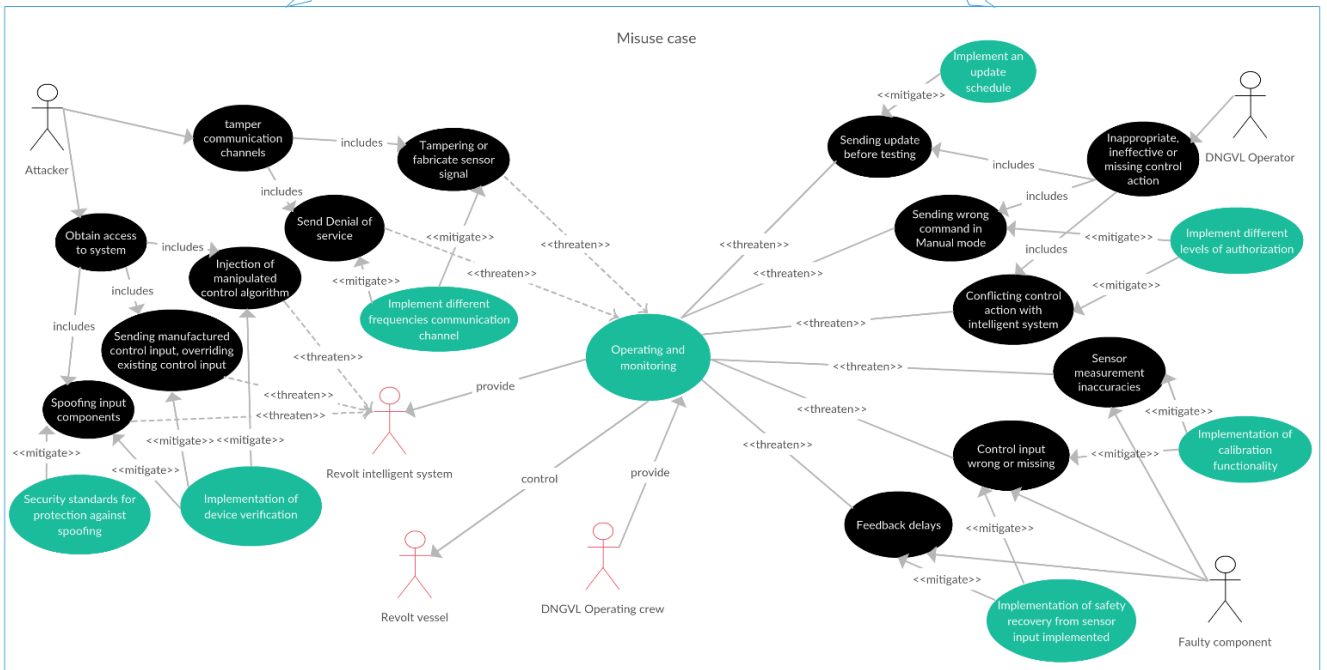 Misuse case
Implement an
update
schedule
<<mitigate>>
tamper
communication
channels
includes
Tampering or
fabricate sensor
signal
Sending update
before testing
Inappropriate,
ineffective or
missing control
action
DNGVL Operator
Attacker
includes
includes
includes
Send Denial of
service
<<mitigate>>
<<threaten>>
<<threaten>>
Sending wrong
command in
Manual mode
<<mitigate>>
Implement different
levels of authorization
Obtain access
to system
includes
includes
Injection of
manipulated
control algorithm
<<threaten>>
<<threaten>>
<<mitigate>>
<<mitigate>>
includes
includes
Implement different
frequencies communication
channel
Conflicting control
action with
intelligent system
<<threaten>>
Sending manufactured
control input, overriding
existing control input
<<threaten>>
Operating and
monitoring
Sensor
measurement
inaccuracies
<<threaten>>
provide
<<threaten>>
Spoofing input
components
<<threaten>>
<<threaten>>
<<mitigate>>
<<mitigate>>
<<mitigate>>
<<mitigate>>
<<threaten>>
Control input
wrong or missing
<<mitigate>>
Implementation of
calibration
functionality
Revolt intelligent system
control
provide
Security standards for
protection against
spoofing
Implementation of
device verification
Feedback delays
<<mitigate>>
<<mitigate>>
Revolt vessel
DNGVL Operating crew
Implementation of safety
recovery from sensor
input implemented
Faulty component